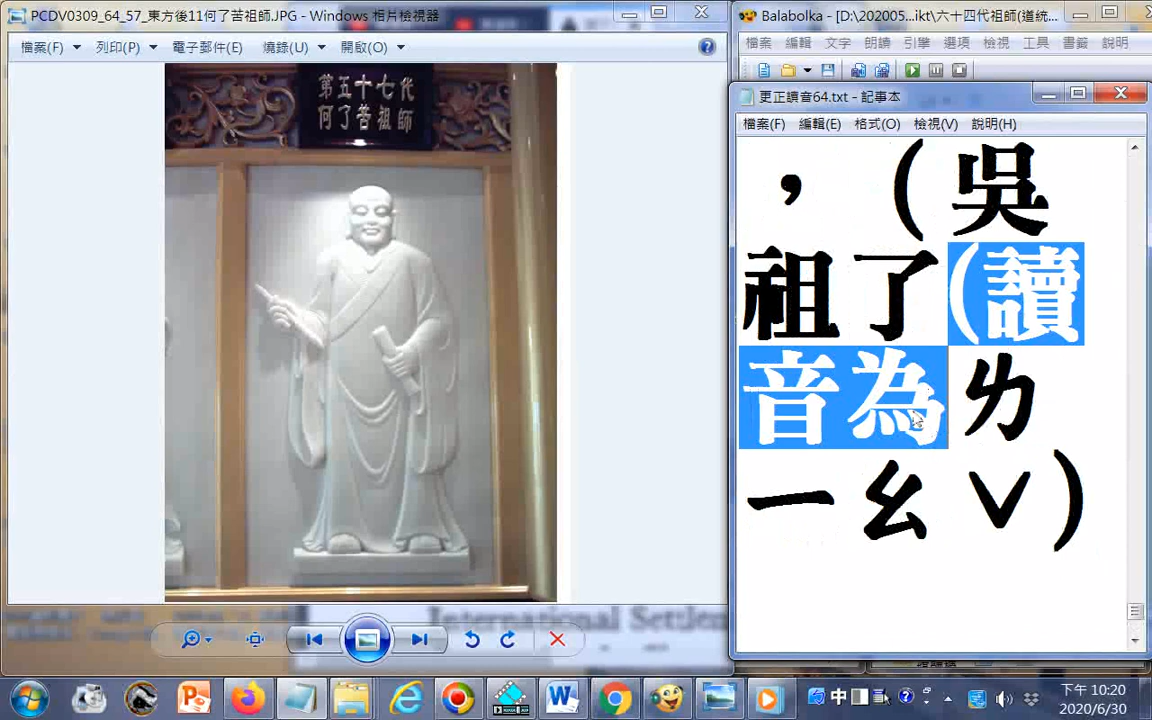 PCDV0309_64_57_東方後11何了苦祖師.JPG - Windows 相片檢視器
檔案(F) 列印(P) 電子郵件(E) 燒錄(U) 開啟(O)
第五十七代
何了苦祖師
International Settlem
Balabolka - [D:\202005...ikt\六十四代祖師(道統...
檔案 編輯 文字 朗讀 引擎 選項 檢視 工具 書籤 說明
更正讀音64.txt - 記事本
檔案(F) 編輯(E) 格式(O) 檢視(V) 說明(H)
，(吳
祖了(讀
音為ㄌ
ㄧㄠˇ)
中
下午 10:20
2020/6/30